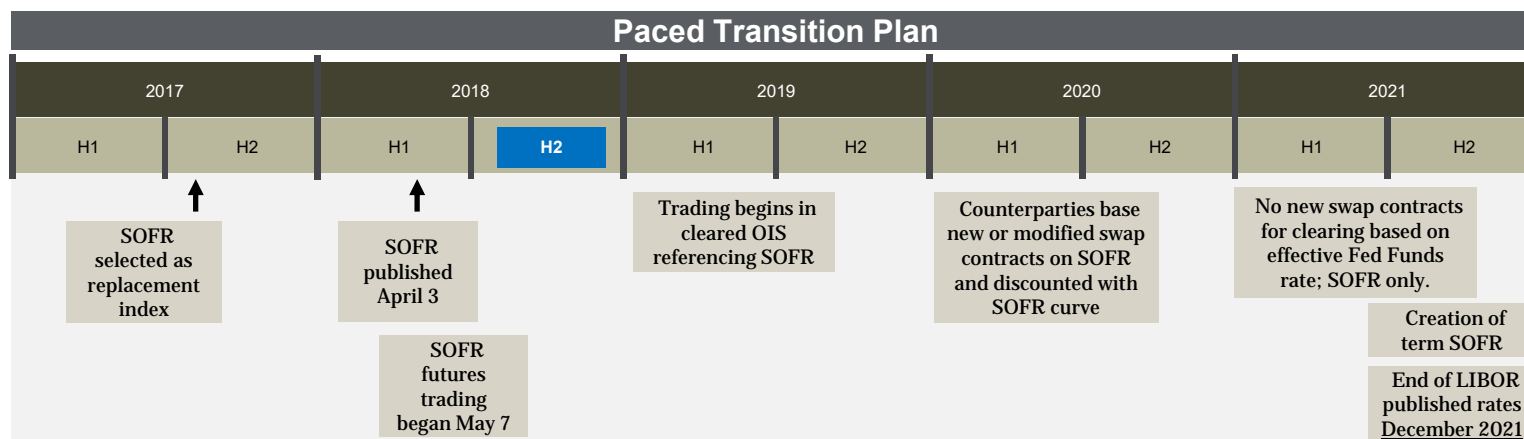 Paced Transition Plan
2017
2018
2019
2020
2021
H1
H2
H1
H2
H1
H2
H1
H2
H1
H2
SOFR
selected as
replacement
index
SOFR
published
April 3
SOFR
futures
trading
began May 7
Trading begins in
cleared OIS
referencing SOFR
Counterparties base
new or modified swap
contracts on SOFR
and discounted with
SOFR curve
No new swap contracts
for clearing based on
effective Fed Funds
rate; SOFR only.
Creation of
term SOFR
End of LIBOR
published rates
December 2021